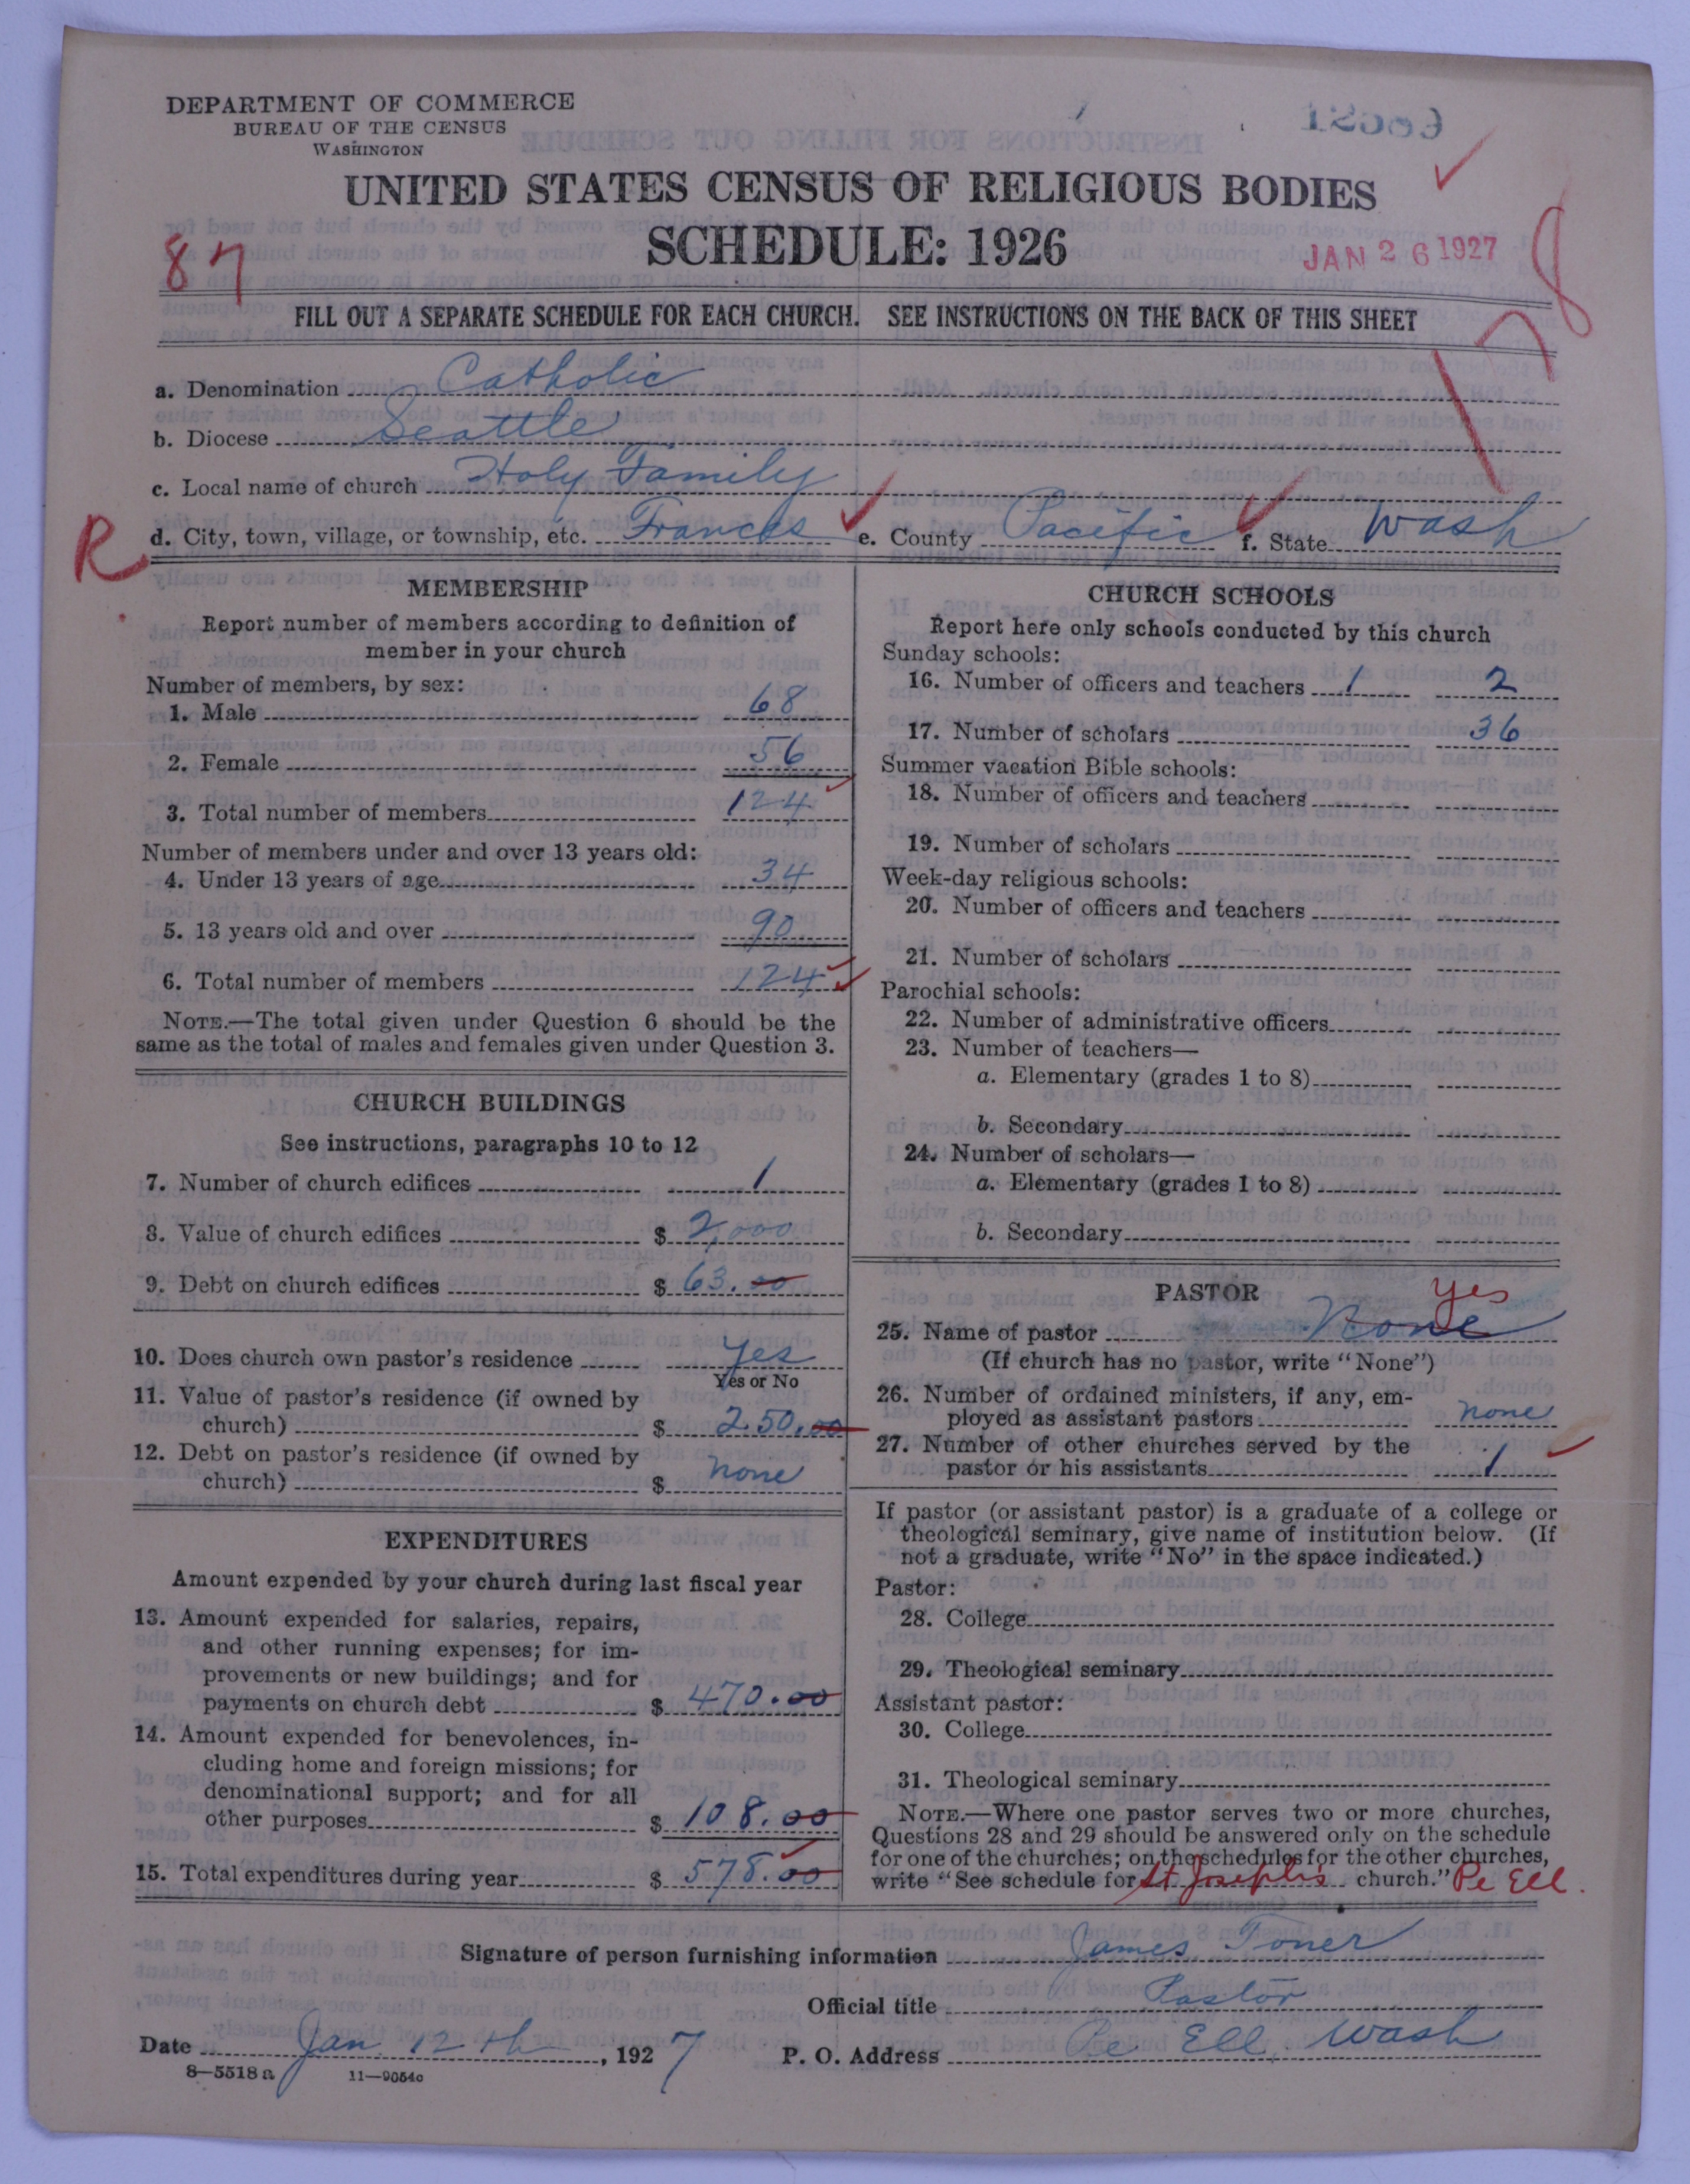 DEPARTMENT OF COMMERCE
BUREAU OF THE CENSUS
WASHINGTON
UNITED STATES CENSUS OF RELIGIOUS BODIES
SCHEDULE: 1926
87
JAN 26 1927
178
FILL OUT A SEPARATE SCHEDULE FOR EACH CHURCH. SEE INSTRUCTIONS ON THE BACK OF THIS SHEET
a. Denomination Catholic
b. Diocese Seattle
c. Local name of church Holy Family
R d. City, town, village, or township, etc. Frances e. County Pacific f. State Wash
MEMBERSHIP
Report number of members according to definition of
member in your church
Number of members, by sex:
1. Male 68
2. Female 56
3. Total number of members 124
Number of members under and over 13 years old:
4. Under 13 years of age 34
5. 13 years old and over 90
6. Total number of members 124
NOTE.—The total given under Question 6 should be the
same as the total of males and females given under Question 3.
CHURCH BUILDINGS
See instructions, paragraphs 10 to 12
7. Number of church edifices 1
8. Value of church edifices $ 2,000
9. Debt on church edifices $ 63.00
10. Does church own pastor's residence Yes
Yes or No
11. Value of pastor's residence (if owned by
church) $ 250.00
12. Debt on pastor's residence (if owned by
church) $ none
EXPENDITURES
Amount expended by your church during last fiscal year
13. Amount expended for salaries, repairs,
and other running expenses; for im-
provements or new buildings; and for
payments on church debt $ 470.00
14. Amount expended for benevolences, in-
cluding home and foreign missions; for
denominational support; and for all
other purposes $ 108.00
15. Total expenditures during year $ 578.00
CHURCH SCHOOLS
Report here only schools conducted by this church
Sunday schools:
16. Number of officers and teachers 1 2
17. Number of scholars 36
Summer vacation Bible schools:
18. Number of officers and teachers
19. Number of scholars
Week-day religious schools:
20. Number of officers and teachers
21. Number of scholars
Parochial schools:
22. Number of administrative officers
23. Number of teachers—
a. Elementary (grades 1 to 8)
b. Secondary
24. Number of scholars—
a. Elementary (grades 1 to 8)
b. Secondary
PASTOR
yes
25. Name of pastor None
(If church has no pastor, write "None")
26. Number of ordained ministers, if any, em-
ployed as assistant pastors none
27. Number of other churches served by the
pastor or his assistants 1
If pastor (or assistant pastor) is a graduate of a college or
theological seminary, give name of institution below. (If
not a graduate, write "No" in the space indicated.)
Pastor:
28. College
29. Theological seminary
Assistant pastor:
30. College
31. Theological seminary
NOTE.—Where one pastor serves two or more churches,
Questions 28 and 29 should be answered only on the schedule
for one of the churches; on the schedules for the other churches,
write "See schedule for St Joseph's church." Pe Ell.
Signature of person furnishing information James Toner
Official title Pastor
Date Jan 12th, 1927 P. O. Address Pe Ell, Wash
8—5518 a 11—9054c